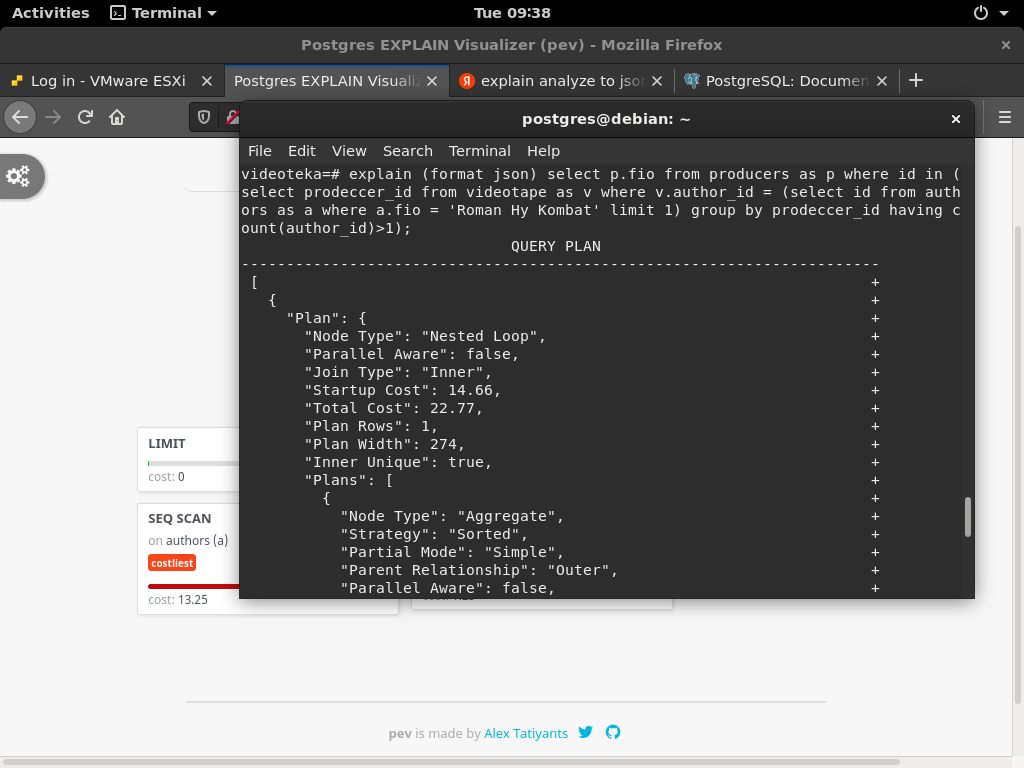 Activities Terminal Tue 09:38
Postgres EXPLAIN Visualizer (pev) - Mozilla Firefox
Log in - VMware ESXi Postgres EXPLAIN Visualiz explain analyze to json PostgreSQL: Documen
postgres@debian: ~
File Edit View Search Terminal Help
videoteka=# explain (format json) select p.fio from producers as p where id in (
select prodeccer_id from videotape as v where v.author_id = (select id from auth
ors as a where a.fio = 'Roman Hy Kombat' limit 1) group by prodeccer_id having c
ount(author_id)>1);
QUERY PLAN
-----------------------------------------------------------------------
[ +
{ +
"Plan": { +
"Node Type": "Nested Loop", +
"Parallel Aware": false, +
"Join Type": "Inner", +
"Startup Cost": 14.66, +
"Total Cost": 22.77, +
"Plan Rows": 1, +
"Plan Width": 274, +
"Inner Unique": true, +
"Plans": [ +
{ +
"Node Type": "Aggregate", +
"Strategy": "Sorted", +
"Partial Mode": "Simple", +
"Parent Relationship": "Outer", +
"Parallel Aware": false, +
LIMIT
cost: 0
SEQ SCAN
on authors (a)
costliest
cost: 13.25
pev is made by Alex Tatiyants